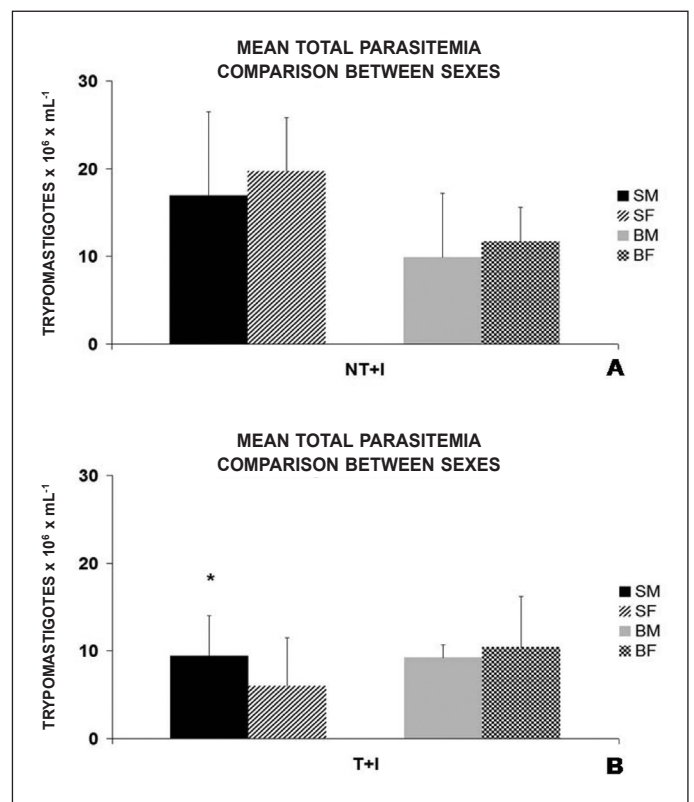 MEAN TOTAL PARASITEMIA
COMPARISON BETWEEN SEXES
TRYPOMASTIGOTES x 10⁶ x mL⁻¹
30
20
10
0
SM
SF
BM
BF
NT+I
A
MEAN TOTAL PARASITEMIA
COMPARISON BETWEEN SEXES
TRYPOMASTIGOTES x 10⁶ x mL⁻¹
30
20
*
10
0
SM
SF
BM
BF
T+I
B